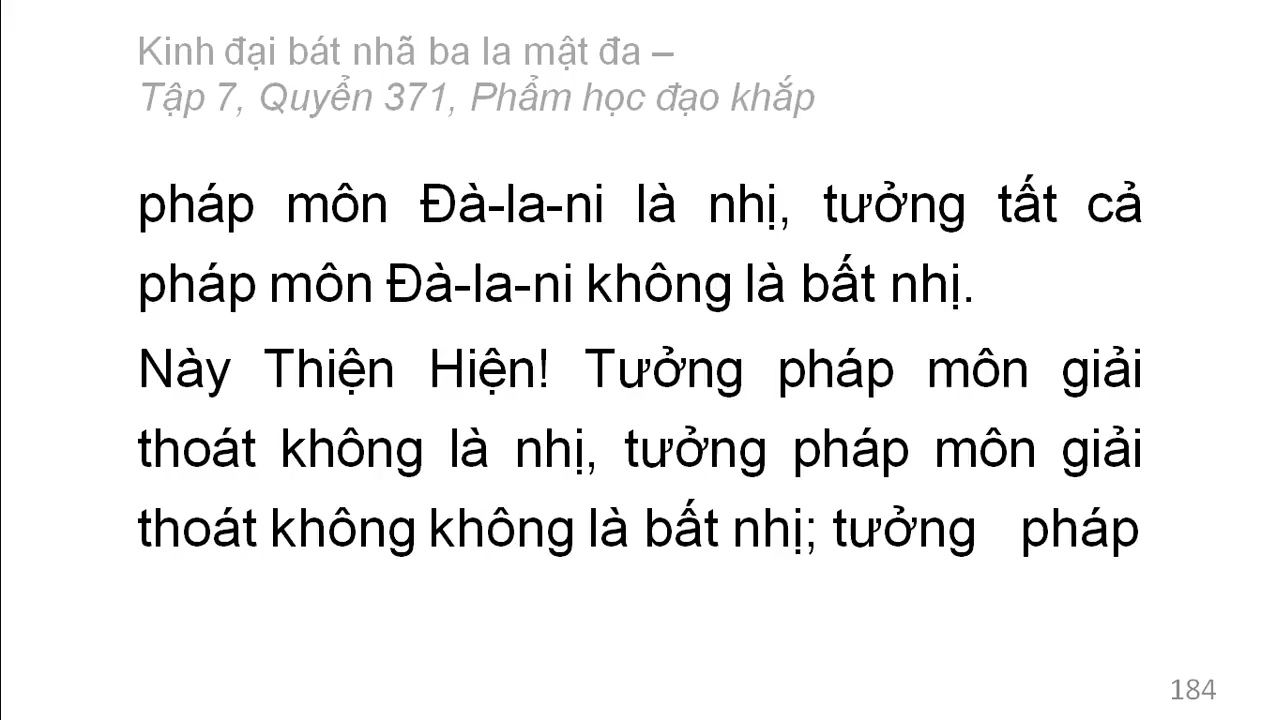 Kinh đại bát nhã ba la mật đa –
Tập 7, Quyển 371, Phẩm học đạo khắp
pháp môn Đà-la-ni là nhị, tưởng tất cả
pháp môn Đà-la-ni không là bất nhị.
Này Thiện Hiện! Tưởng pháp môn giải
thoát không là nhị, tưởng pháp môn giải
thoát không không là bất nhị; tưởng pháp
184